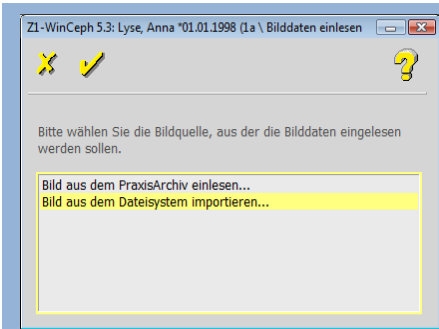 Z1-WinCeph 5.3: Lyse, Anna *01.01.1998 (1a \ Bilddaten einlesen
Bitte wählen Sie die Bildquelle, aus der die Bilddaten eingelesen
werden sollen.
Bild aus dem PraxisArchiv einlesen...
Bild aus dem Dateisystem importieren...